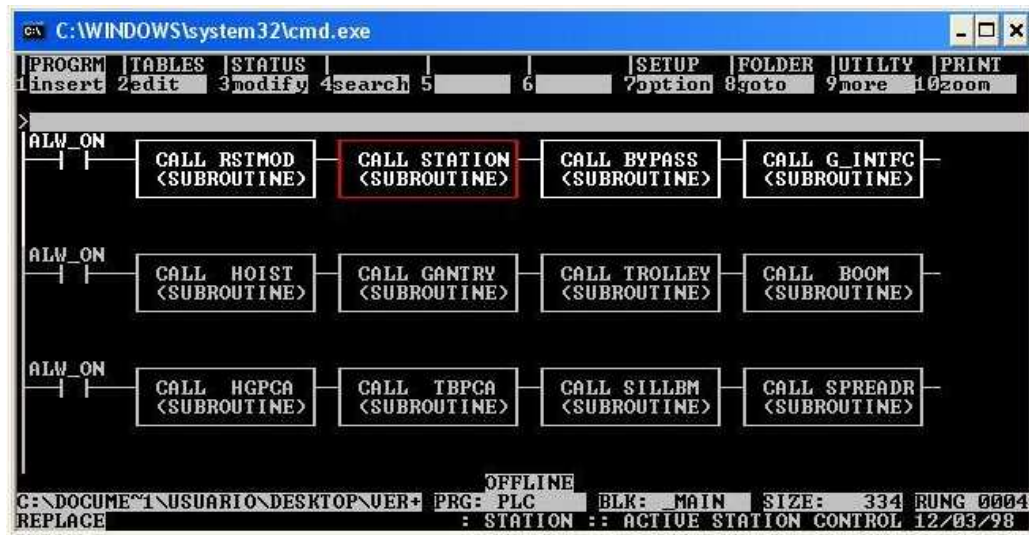 C:\WINDOWS\system32\cmd.exe
|PROGRM |TABLES |STATUS | | | |SETUP |FOLDER |UTILTY |PRINT
1insert 2edit 3modify 4search 5 6 7option 8goto 9more 10zoom
>
ALW_ON
CALL RSTMOD CALL STATION CALL BYPASS CALL G_INTFC
(SUBROUTINE) (SUBROUTINE) (SUBROUTINE) (SUBROUTINE)
ALW_ON
CALL HOIST CALL GANTRY CALL TROLLEY CALL BOOM
(SUBROUTINE) (SUBROUTINE) (SUBROUTINE) (SUBROUTINE)
ALW_ON
CALL HGPCA CALL TBPCA CALL SILLBM CALL SPREADR
(SUBROUTINE) (SUBROUTINE) (SUBROUTINE) (SUBROUTINE)
OFFLINE
C:\DOCUME~1\USUARIO\DESKTOP\VER+ PRG: PLC BLK: _MAIN SIZE: 334 RUNG 0004
REPLACE : STATION :: ACTIVE STATION CONTROL 12/03/98